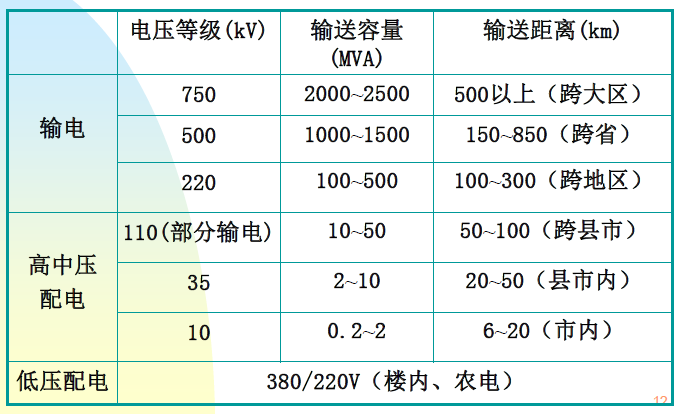 电压等级(kV) 输送容量(MVA) 输送距离(km)
输电 750 2000~2500 500以上（跨大区）
500 1000~1500 150~850（跨省）
220 100~500 100~300（跨地区）
高中压配电 110(部分输电) 10~50 50~100（跨县市）
35 2~10 20~50（县市内）
10 0.2~2 6~20（市内）
低压配电 380/220V（楼内、农电）
12